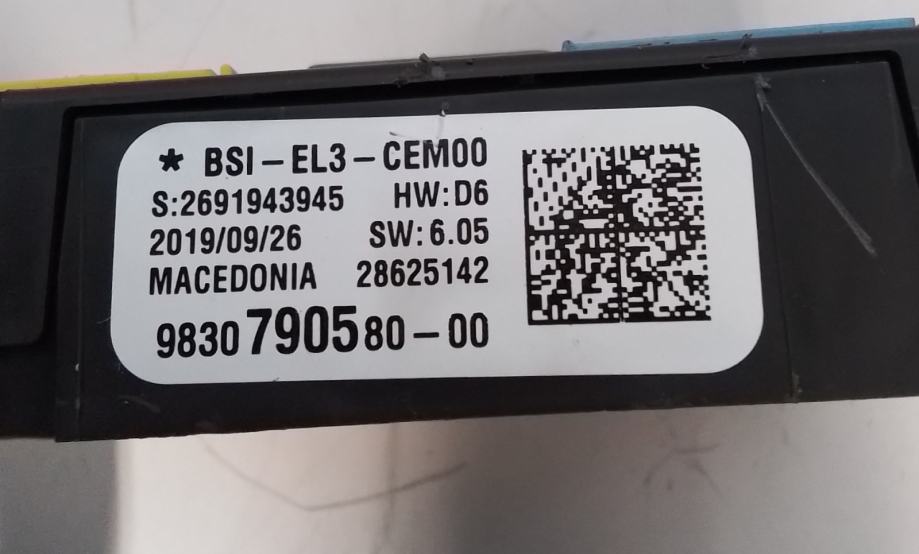 * BSI-EL3-CEM00
S:2691943945 HW:D6
2019/09/26 SW:6.05
MACEDONIA 28625142
9830790580-00